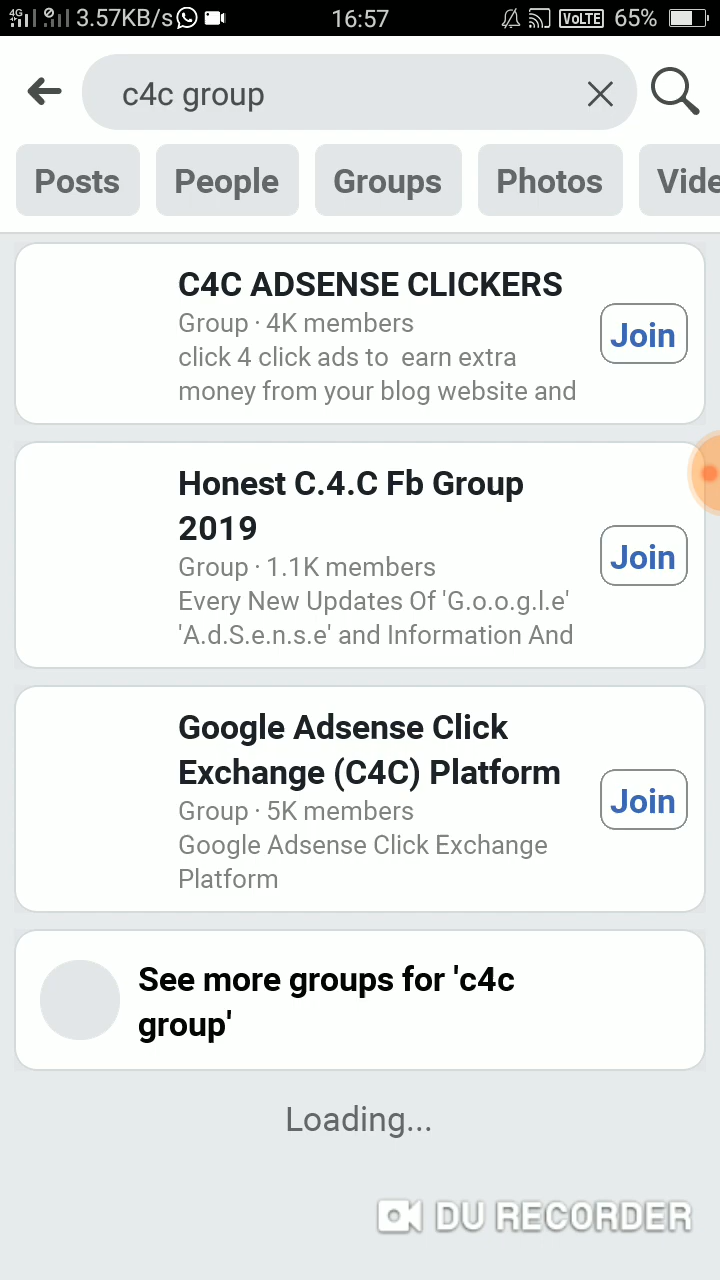 4G 3.57KB/s 16:57 VoLTE 65%
c4c group
Posts People Groups Photos Vide
C4C ADSENSE CLICKERS
Group · 4K members
click 4 click ads to earn extra
money from your blog website and
Join
Honest C.4.C Fb Group
2019
Group · 1.1K members
Every New Updates Of 'G.o.o.g.l.e'
'A.d.S.e.n.s.e' and Information And
Join
Google Adsense Click
Exchange (C4C) Platform
Group · 5K members
Google Adsense Click Exchange
Platform
Join
See more groups for 'c4c
group'
Loading...
DU RECORDER